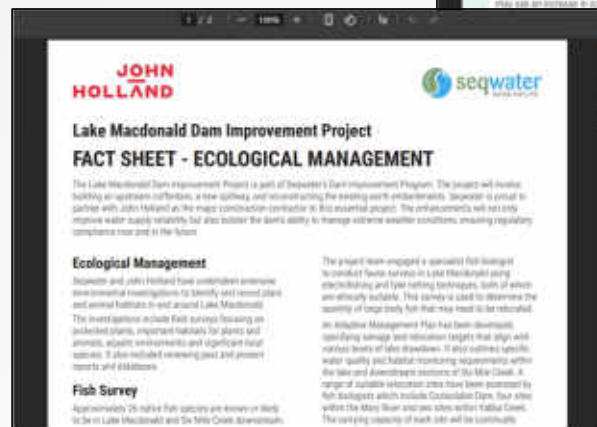 may see an increase in
1 / 2
100%
JOHN
HOLLAND
seqwater
Lake Macdonald Dam Improvement Project
FACT SHEET - ECOLOGICAL MANAGEMENT
The Lake Macdonald Dam Improvement Project is part of Seqwater's Dam Improvement Program. The project will involve
building an upstream cofferdam, a new spillway, and reconstructing the existing earth embankments. Seqwater is proud to
partner with John Holland as the major construction contractor to this essential project. The enhancements will not only
improve water supply reliability but also bolster the dam's ability to manage extreme weather conditions, ensuring regulatory
compliance now and in the future.
Ecological Management
Seqwater and John Holland have undertaken extensive
environmental investigations to identify and record plant
and animal habitats in and around Lake Macdonald.
The investigations include field surveys focusing on
protected plants, important habitats for plants and
animals, aquatic environments and significant local
species. It also included reviewing past and present
reports and databases.
Fish Survey
Approximately 26 native fish species are known or likely
to be in Lake Macdonald and Six Mile Creek downstream.
The project team engaged a specialist fish biologist
to conduct fauna surveys in Lake Macdonald using
electrofishing and fyke netting techniques, both of which
are ethically suitable. This survey is used to determine the
quantity of large body fish that may need to be relocated.
An Adaptive Management Plan has been developed,
specifying salvage and relocation targets that align with
various levels of lake drawdown. It also outlines specific
water quality and habitat monitoring requirements within
the lake and downstream sections of Six Mile Creek. A
range of suitable relocation sites have been assessed by
fish biologists which include Cooloolabin Dam, four sites
within the Mary River and two sites within Yabba Creek.
The carrying capacity of each site will be continually